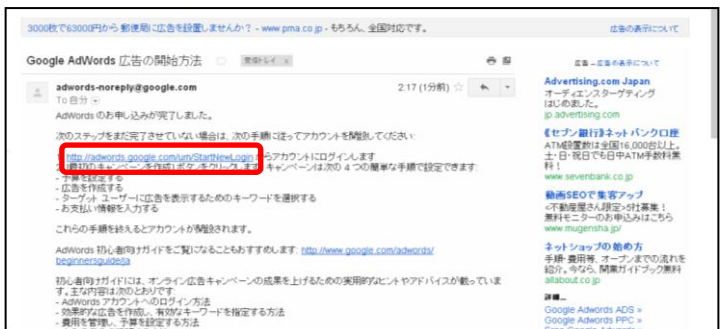 3000枚で63000円から 郵便局に広告を設置しませんか？ - www.pma.co.jp - もちろん、全国対応です。
広告の表示について
Google AdWords 広告の開始方法
受信トレイ x
広告 – 広告の表示について
adwords-noreply@google.com
2:17 (1分前)
To 自分
AdWords のお申し込みが完了しました。
次のステップをまだ完了させていない場合は、次の手順に従ってアカウントを開設してください:
http://adwords.google.com/um/StartNewLogin からアカウントにログインします
[最初のキャンペーンを作成] ボタンをクリックします。キャンペーンは次の 4 つの簡単な手順で設定できます:
- 予算を設定する
- 広告を作成する
- ターゲット ユーザーに広告を表示するためのキーワードを選択する
- お支払い情報を入力する
これらの手順を終えるとアカウントが開設されます。
AdWords 初心者向けガイドをご覧になることもおすすめします: http://www.google.com/adwords/
beginnersguide/ja
初心者向けガイドには、オンライン広告キャンペーンの成果を上げるための実用的なヒントやアドバイスが載っていま
す。主な内容は次のとおりです:
- AdWords アカウントへのログイン方法
- 効果的な広告を作成し、有効なキーワードを指定する方法
- 費用を管理し、予算を設定する方法
Advertising.com Japan
オーディエンスターゲティング
はじめました。
jp.advertising.com
《セブン銀行》ネットバンク口座
ATM設置数は全国16,000台以上。
土・日・祝日でも日中ATM手数料無
料！
www.sevenbank.co.jp
動画SEOで集客アップ
<不動産屋さん限定>5社募集！
無料モニターのお申込みはこちら
www.mugensha.jp/
ネットショップの始め方
手順・費用等、オープンまでの流れを
紹介。今なら、開業ガイドブック無料
allabout.co.jp
詳細...
Google Adwords ADS »
Google Adwords PPC »